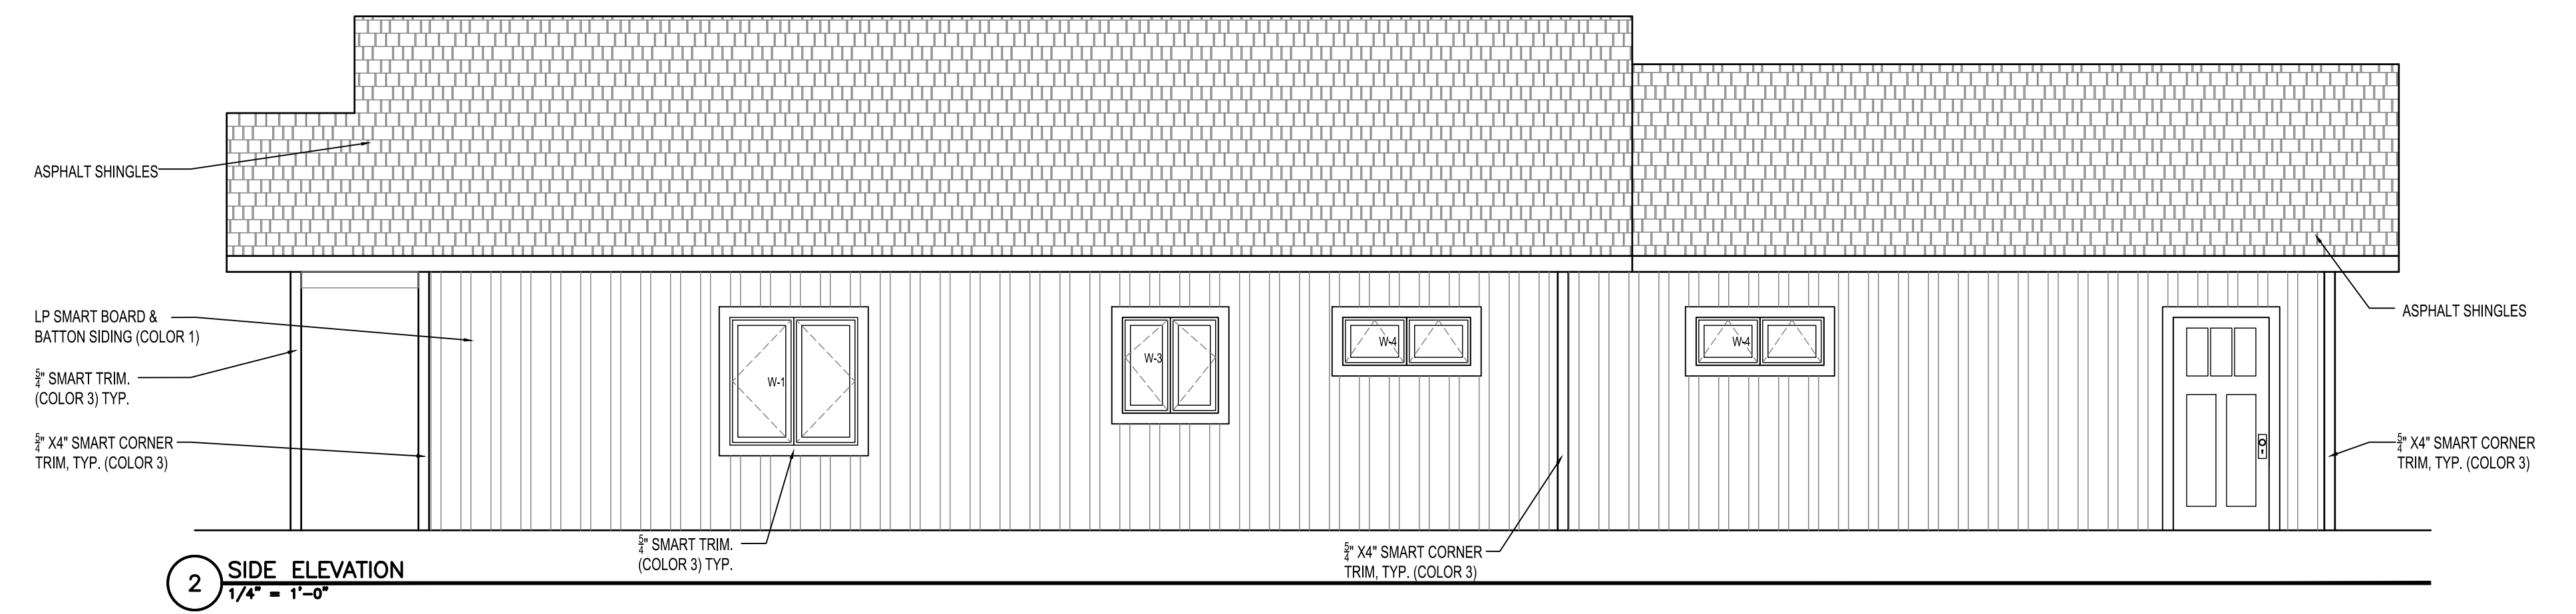 ASPHALT SHINGLES
LP SMART BOARD &
BATTON SIDING (COLOR 1)
5/4" SMART TRIM.
(COLOR 3) TYP.
5/4" X4" SMART CORNER
TRIM, TYP. (COLOR 3)
W-1
W-3
W-4
W-4
ASPHALT SHINGLES
5/4" X4" SMART CORNER
TRIM, TYP. (COLOR 3)
5/4" SMART TRIM.
(COLOR 3) TYP.
5/4" X4" SMART CORNER
TRIM, TYP. (COLOR 3)
2
SIDE ELEVATION
1/4" = 1'-0"